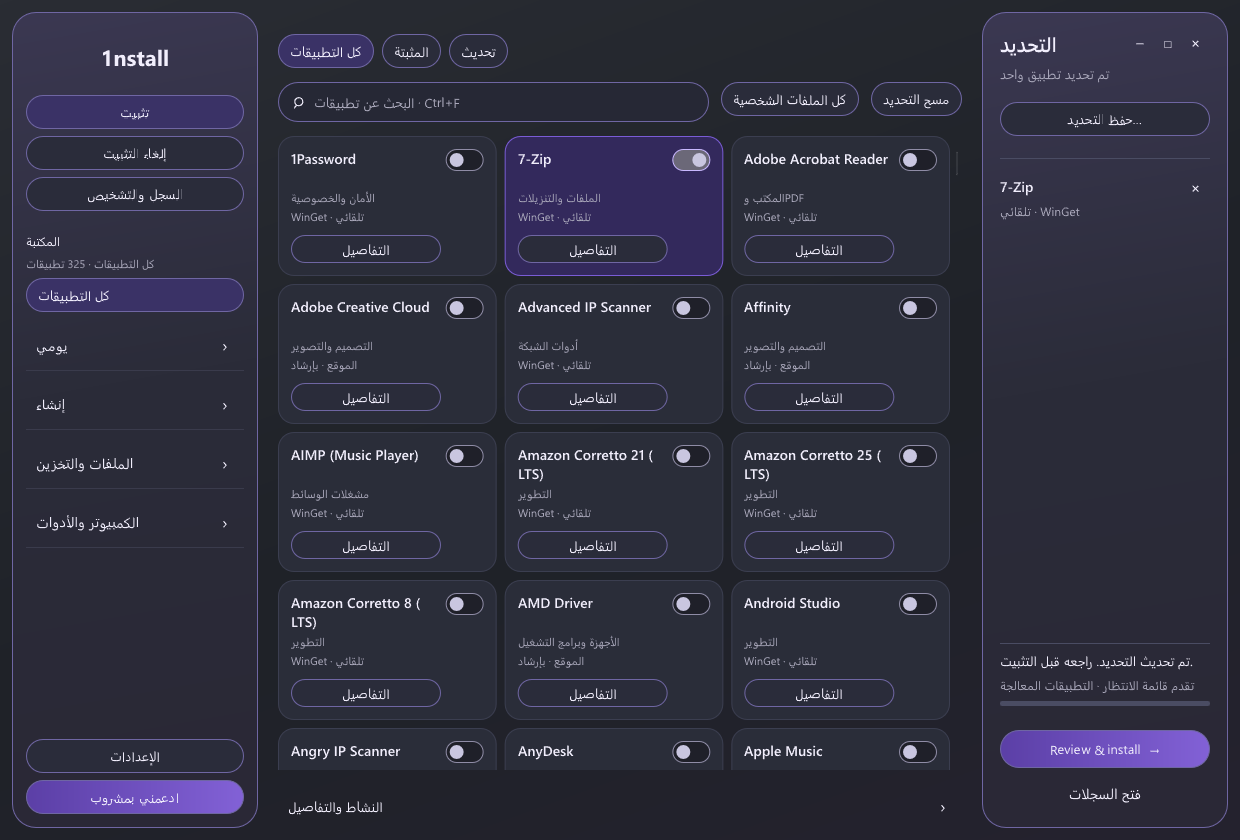 1nstall
تثبيت
إلغاء التثبيت
السجل والتشخيص
المكتبة
كل التطبيقات · 325 تطبيقات
كل التطبيقات
يومي ›
إنشاء ›
الملفات والتخزين ›
الكمبيوتر والأدوات ›
الإعدادات
ادعمني بمشروب
كل التطبيقات
المثبتة
تحديث
البحث عن تطبيقات · Ctrl+F
كل الملفات الشخصية
مسح التحديد
1Password
الأمان والخصوصية
WinGet · تلقائي
التفاصيل
7-Zip
الملفات والتنزيلات
WinGet · تلقائي
التفاصيل
Adobe Acrobat Reader
المكتب وPDF
WinGet · تلقائي
التفاصيل
Adobe Creative Cloud
التصميم والتصوير
الموقع · بإرشاد
التفاصيل
Advanced IP Scanner
أدوات الشبكة
WinGet · تلقائي
التفاصيل
Affinity
التصميم والتصوير
الموقع · بإرشاد
التفاصيل
AIMP (Music Player)
مشغلات الوسائط
WinGet · تلقائي
التفاصيل
Amazon Corretto 21 (
LTS)
التطوير
WinGet · تلقائي
التفاصيل
Amazon Corretto 25 (
LTS)
التطوير
WinGet · تلقائي
التفاصيل
Amazon Corretto 8 (
LTS)
التطوير
WinGet · تلقائي
التفاصيل
AMD Driver
الأجهزة وبرامج التشغيل
الموقع · بإرشاد
التفاصيل
Android Studio
التطوير
WinGet · تلقائي
التفاصيل
Angry IP Scanner
AnyDesk
Apple Music
النشاط والتفاصيل ›
التحديد
تم تحديد تطبيق واحد
حفظ التحديد...
7-Zip
تلقائي · WinGet
تم تحديث التحديد. راجعه قبل التثبيت.
تقدم قائمة الانتظار · التطبيقات المعالجة
Review & install →
فتح السجلات